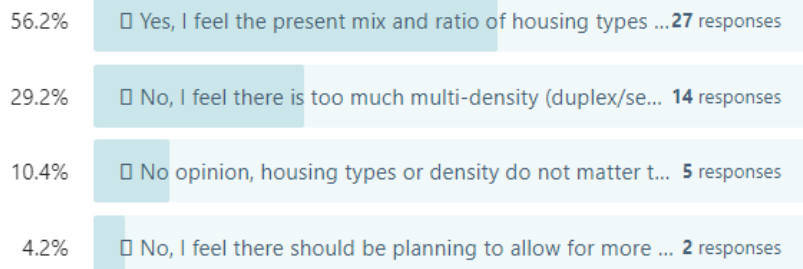 56.2% ▯ Yes, I feel the present mix and ratio of housing types ... 27 responses
29.2% ▯ No, I feel there is too much multi-density (duplex/se... 14 responses
10.4% ▯ No opinion, housing types or density do not matter t... 5 responses
4.2% ▯ No, I feel there should be planning to allow for more ... 2 responses